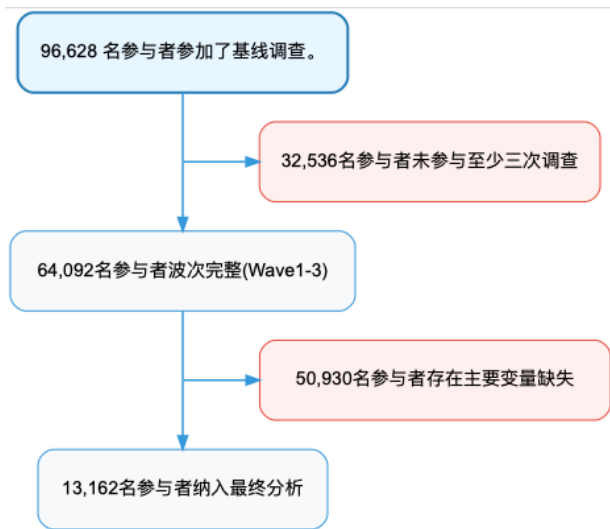 96,628 名参与者参加了基线调查。
32,536名参与者未参与至少三次调查
64,092名参与者波次完整(Wave1-3)
50,930名参与者存在主要变量缺失
13,162名参与者纳入最终分析